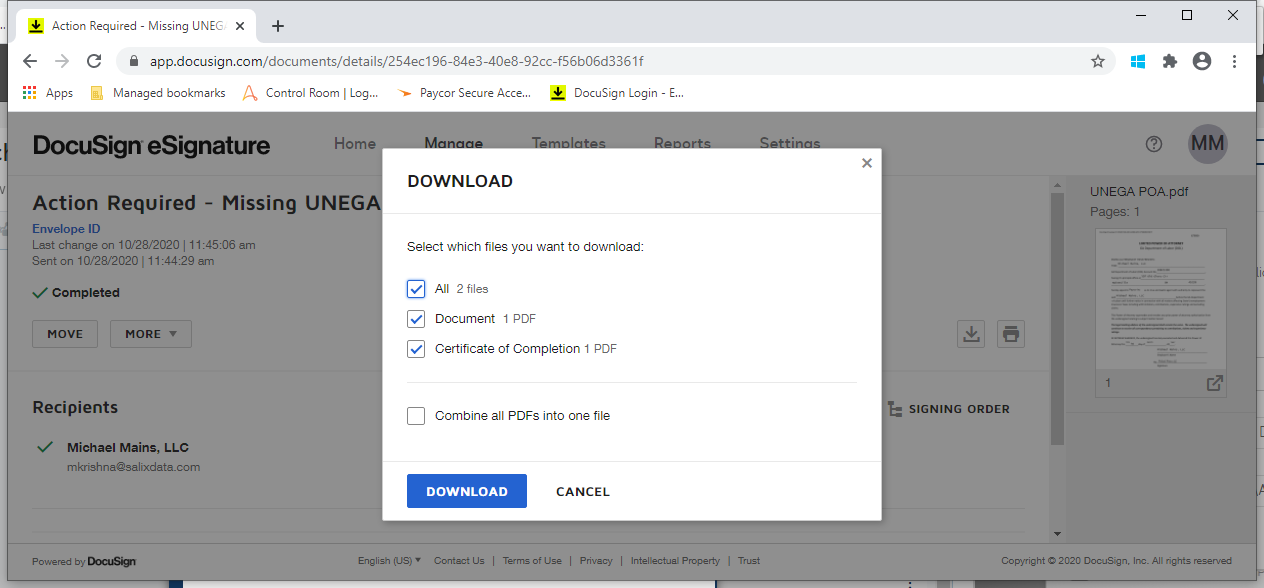 Action Required - Missing UNEGA
app.docusign.com/documents/details/254ec196-84e3-40e8-92cc-f56b06d3361f
Apps Managed bookmarks Control Room | Log... Paycor Secure Acce... DocuSign Login - E...
DocuSign eSignature Home Manage Templates Reports Settings MM
DOWNLOAD
Action Required - Missing UNEGA
Envelope ID
Last change on 10/28/2020 | 11:45:06 am
Sent on 10/28/2020 | 11:44:29 am
Completed
MOVE MORE
Select which files you want to download:
All 2 files
Document 1 PDF
Certificate of Completion 1 PDF
Combine all PDFs into one file
DOWNLOAD CANCEL
UNEGA POA.pdf
Pages: 1
1
Recipients
SIGNING ORDER
Michael Mains, LLC
mkrishna@salixdata.com
Powered by DocuSign English (US) Contact Us | Terms of Use | Privacy | Intellectual Property | Trust Copyright © 2020 DocuSign, Inc. All rights reserved